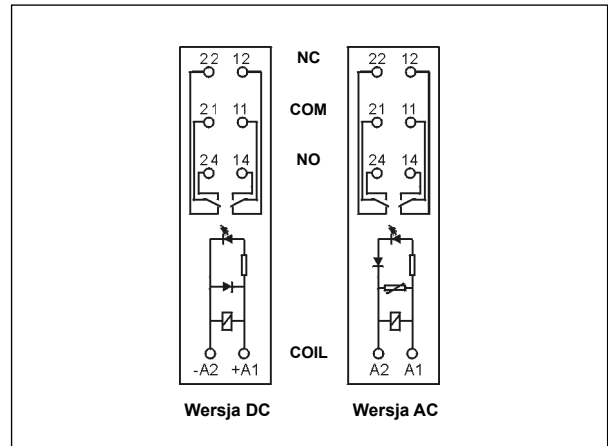 22 12 NC 22 12
21 11 COM 21 11
24 14 NO 24 14
COIL
-A2 +A1 A2 A1
Wersja DC Wersja AC